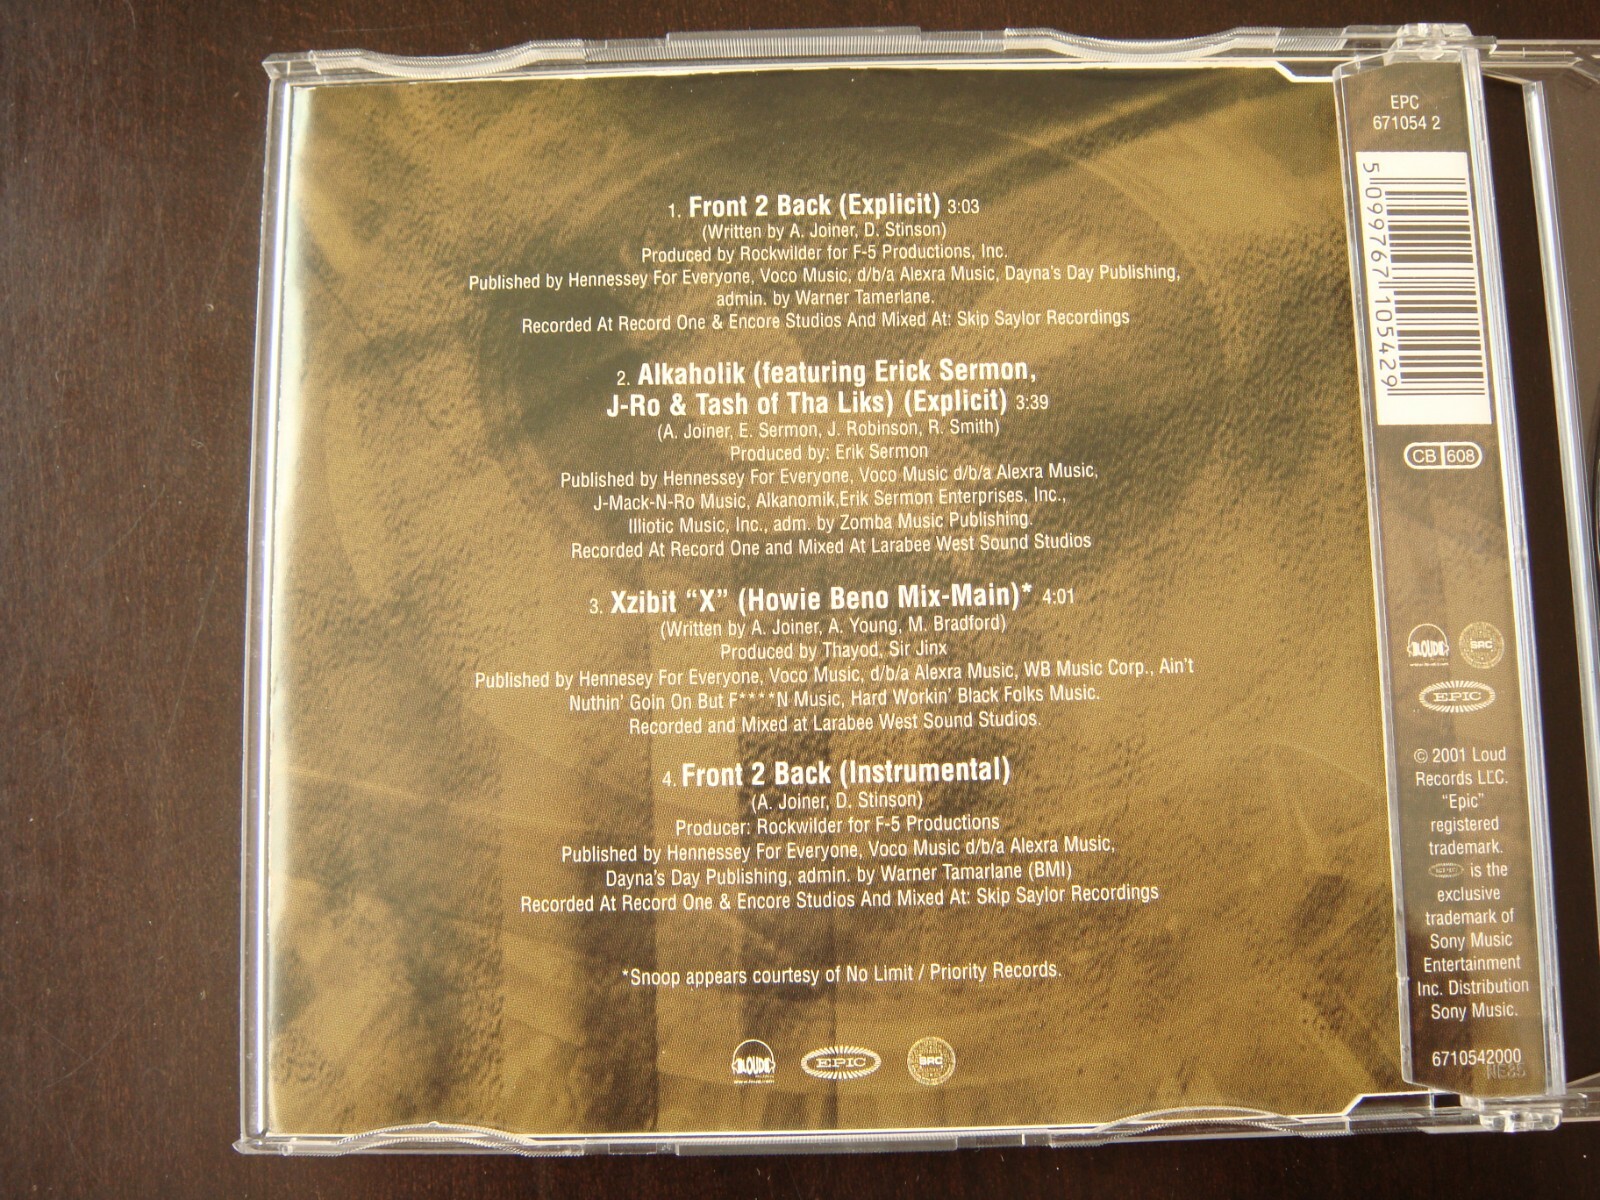 1. Front 2 Back (Explicit) 3:03
(Written by A. Joiner, D. Stinson)
Produced by Rockwilder for F-5 Productions, Inc.
Published by Hennessey For Everyone, Voco Music, d/b/a Alexra Music, Dayna's Day Publishing,
admin. by Warner Tamerlane.
Recorded At Record One & Encore Studios And Mixed At: Skip Saylor Recordings
2. Alkaholik (featuring Erick Sermon,
J-Ro & Tash of Tha Liks) (Explicit) 3:39
(A. Joiner, E. Sermon, J. Robinson, R. Smith)
Produced by: Erik Sermon
Published by Hennessey For Everyone, Voco Music d/b/a Alexra Music,
J-Mack-N-Ro Music, Alkanomik,Erik Sermon Enterprises, Inc.,
Illiotic Music, Inc., adm. by Zomba Music Publishing.
Recorded At Record One and Mixed At Larabee West Sound Studios
3. Xzibit “X” (Howie Beno Mix-Main)* 4:01
(Written by A. Joiner, A. Young, M. Bradford)
Produced by Thayod, Sir Jinx
Published by Hennesey For Everyone, Voco Music, d/b/a Alexra Music, WB Music Corp., Ain't
Nuthin' Goin On But F****N Music, Hard Workin' Black Folks Music.
Recorded and Mixed at Larabee West Sound Studios.
4. Front 2 Back (Instrumental)
(A. Joiner, D. Stinson)
Producer: Rockwilder for F-5 Productions
Published by Hennessey For Everyone, Voco Music d/b/a Alexra Music,
Dayna's Day Publishing, admin. by Warner Tamarlane (BMI)
Recorded At Record One & Encore Studios And Mixed At: Skip Saylor Recordings
*Snoop appears courtesy of No Limit / Priority Records.
LOUD EPIC SRC
EPC
671054 2
5 099767 105429
CB 608
LOUD SRC
EPIC
© 2001 Loud
Records LLC.
“Epic”
registered
trademark.
EPIC is the
exclusive
trademark of
Sony Music
Entertainment
Inc. Distribution
Sony Music.
6710542000